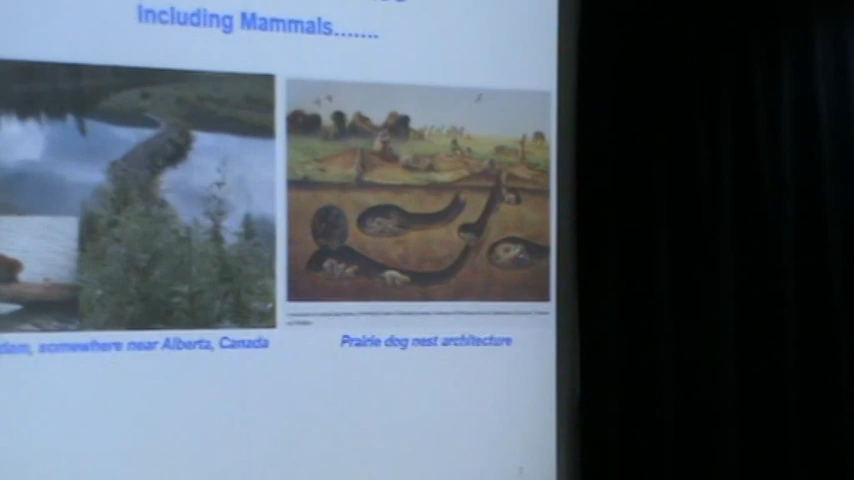 Including Mammals.......
dam, somewhere near Alberta, Canada
Prairie dog nest architecture